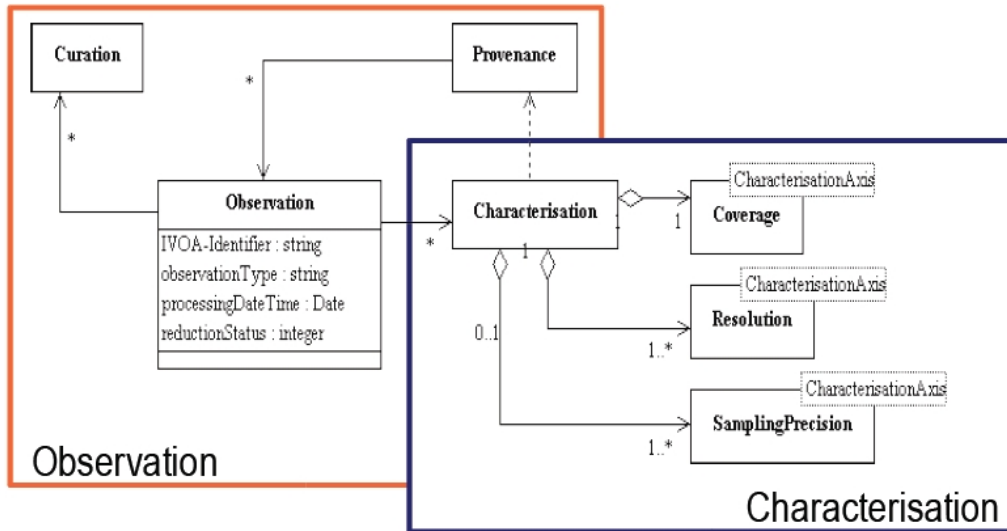 Curation
Provenance
*
*
Observation
IVOA-Identifier : string
observationType : string
processingDateTime : Date
reductionStatus : integer
*
Characterisation
1
1
CharacterisationAxis
Coverage
1
CharacterisationAxis
Resolution
0..1
1..*
CharacterisationAxis
SamplingPrecision
1..*
Observation
Characterisation